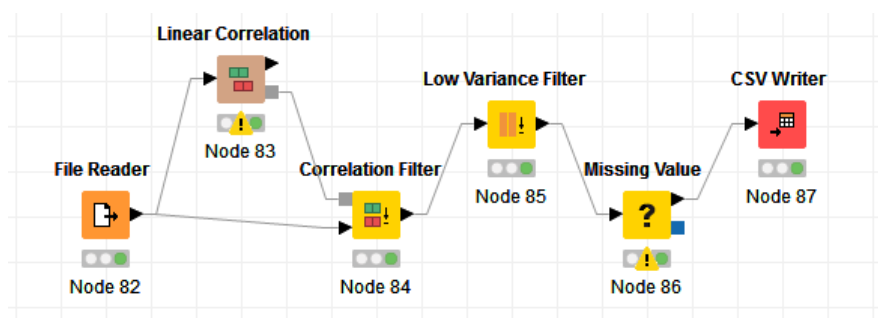 Linear Correlation
Node 83
Low Variance Filter
Node 85
CSV Writer
Node 87
File Reader
Node 82
Correlation Filter
Node 84
Missing Value
?
Node 86